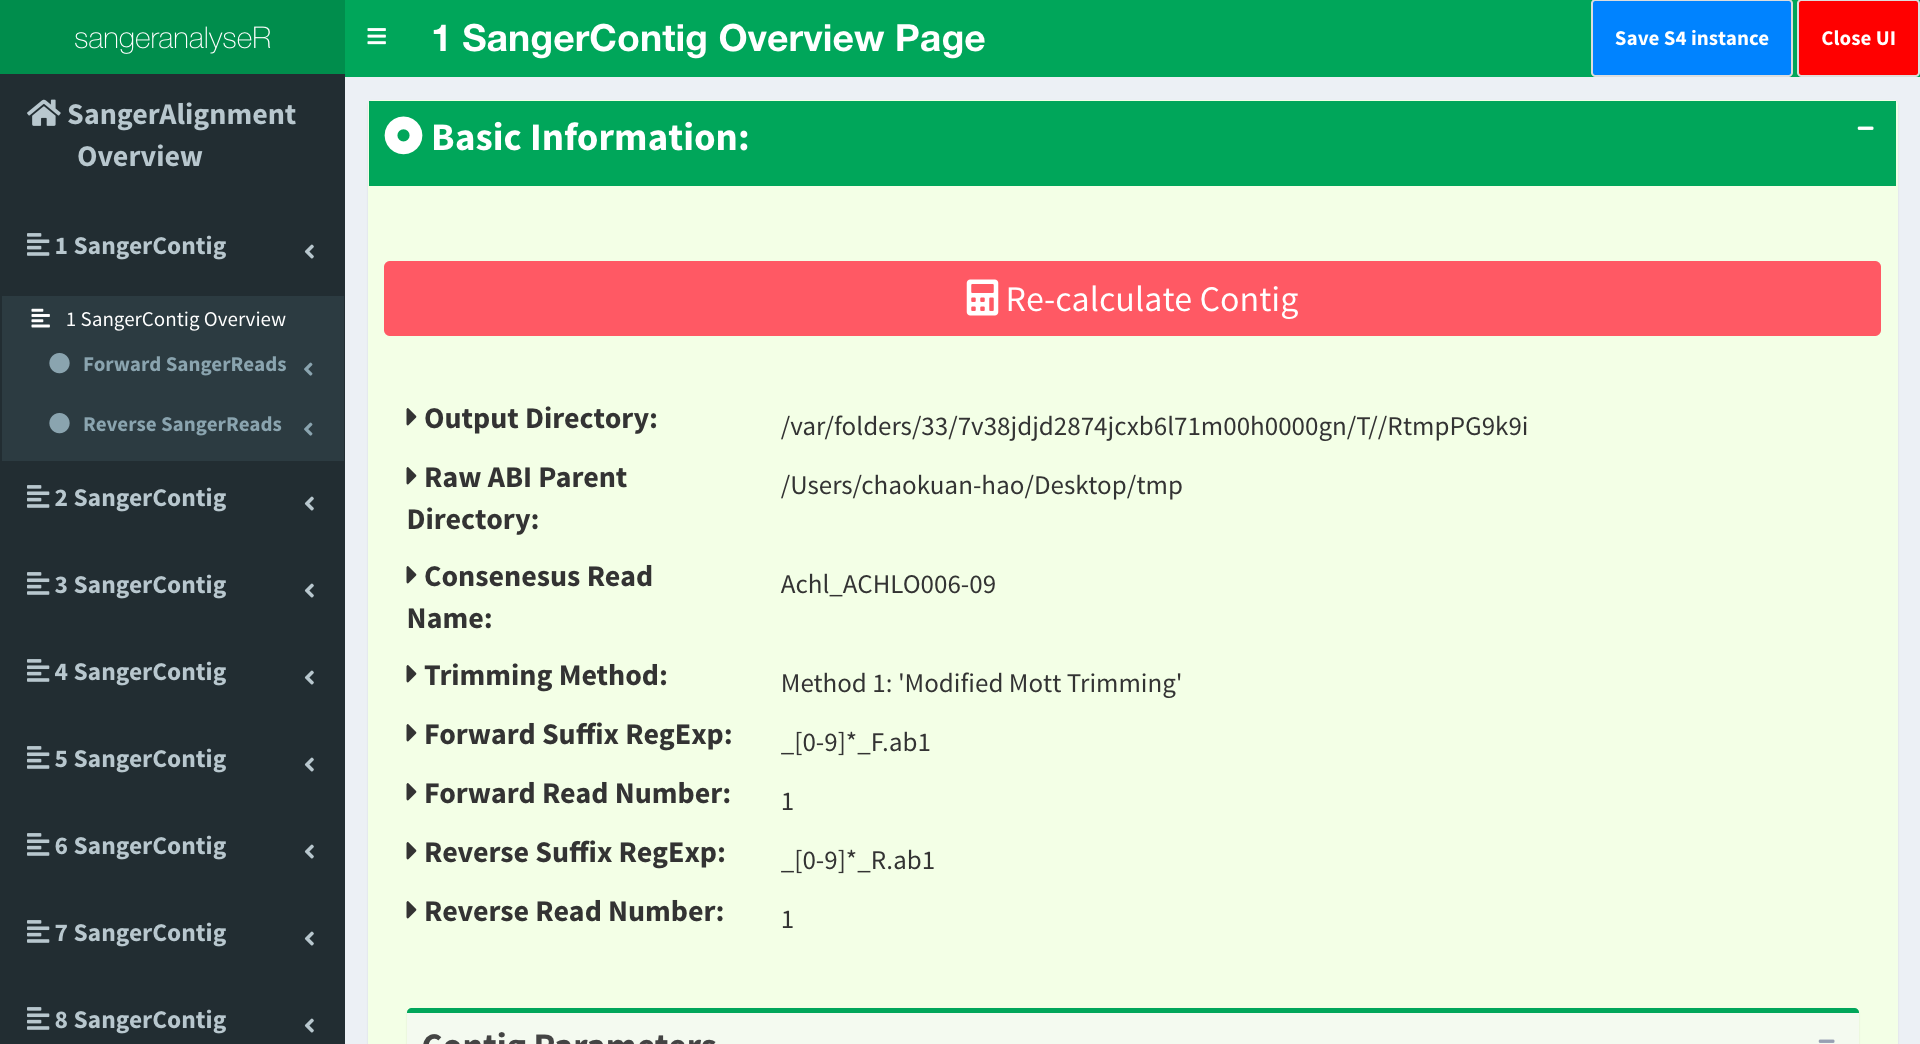 sangeranalyseR
1 SangerContig Overview Page
Save S4 instance
Close UI
SangerAlignment
Overview
1 SangerContig
1 SangerContig Overview
Forward SangerReads
Reverse SangerReads
2 SangerContig
3 SangerContig
4 SangerContig
5 SangerContig
6 SangerContig
7 SangerContig
8 SangerContig
Basic Information:
Re-calculate Contig
Output Directory:
/var/folders/33/7v38jdjd2874jcxb6l71m00h0000gn/T//RtmpPG9k9i
Raw ABI Parent
Directory:
/Users/chaokuan-hao/Desktop/tmp
Consenesus Read
Name:
Achl_ACHLO006-09
Trimming Method:
Method 1: 'Modified Mott Trimming'
Forward Suffix RegExp:
_[0-9]*_F.ab1
Forward Read Number:
1
Reverse Suffix RegExp:
_[0-9]*_R.ab1
Reverse Read Number:
1
Contig Parameters